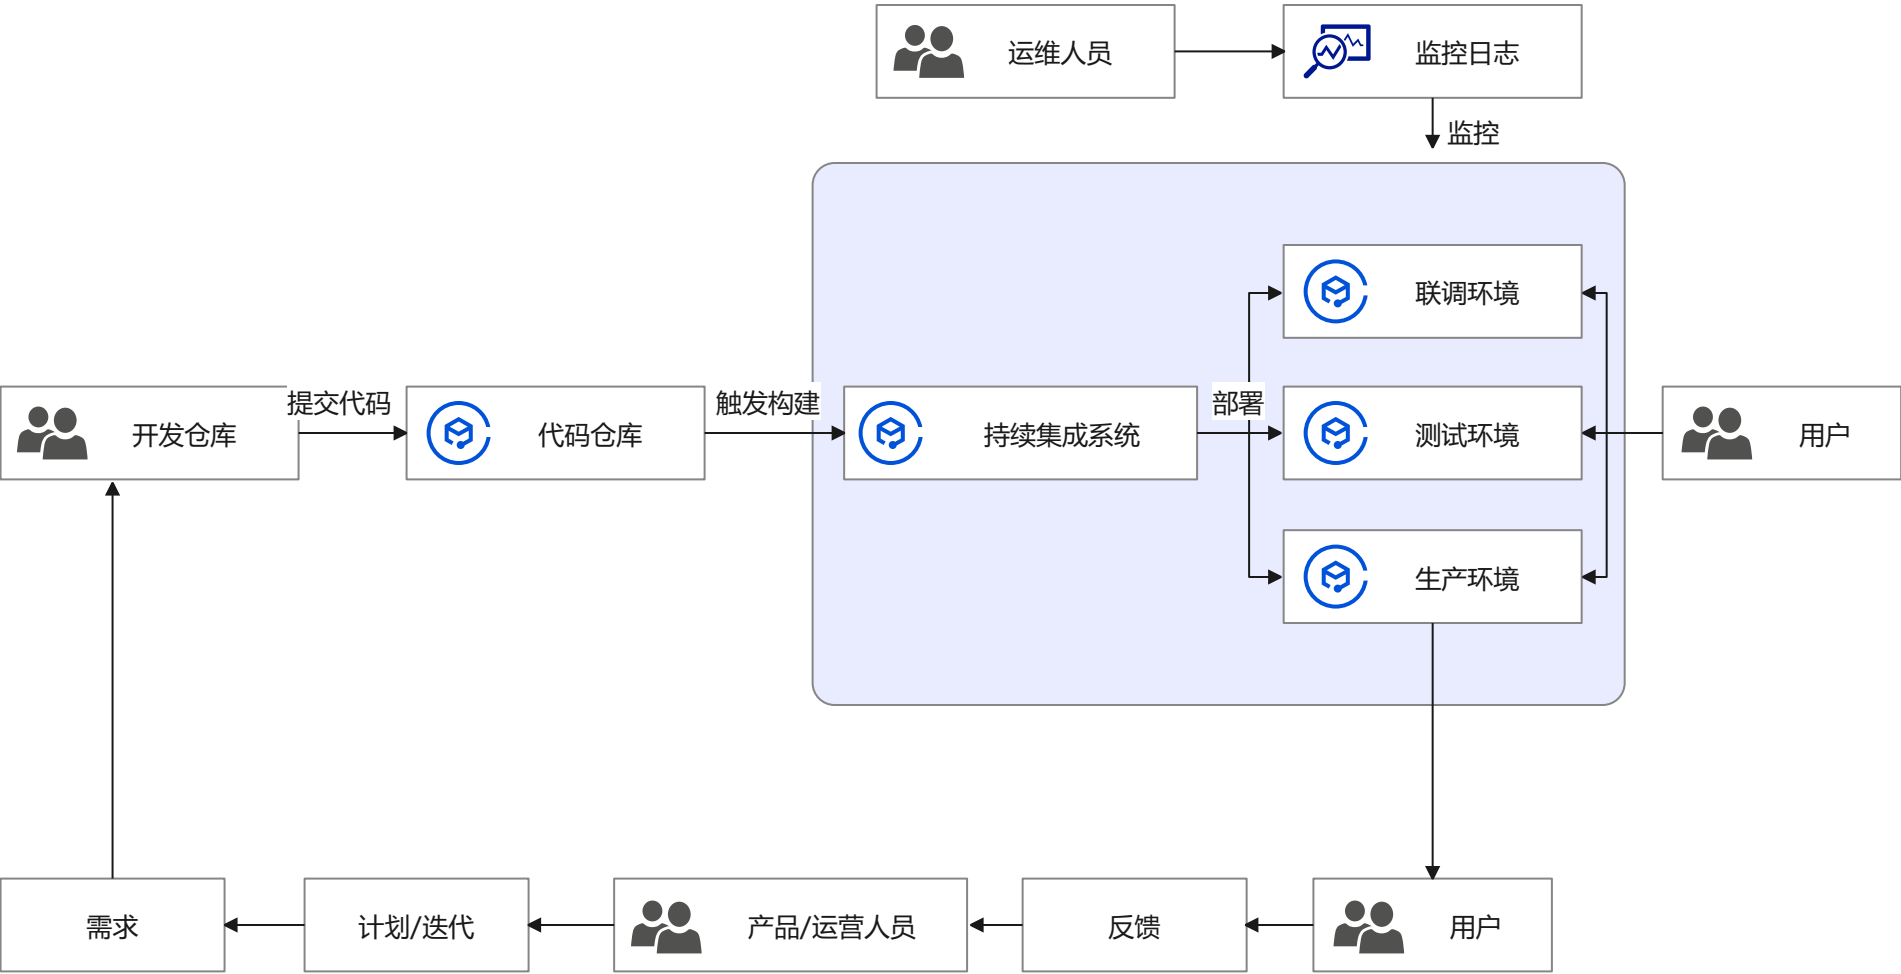 运维人员
监控日志
监控
联调环境
提交代码
触发构建
部署
开发仓库
代码仓库
持续集成系统
测试环境
用户
生产环境
需求
计划/迭代
产品/运营人员
反馈
用户